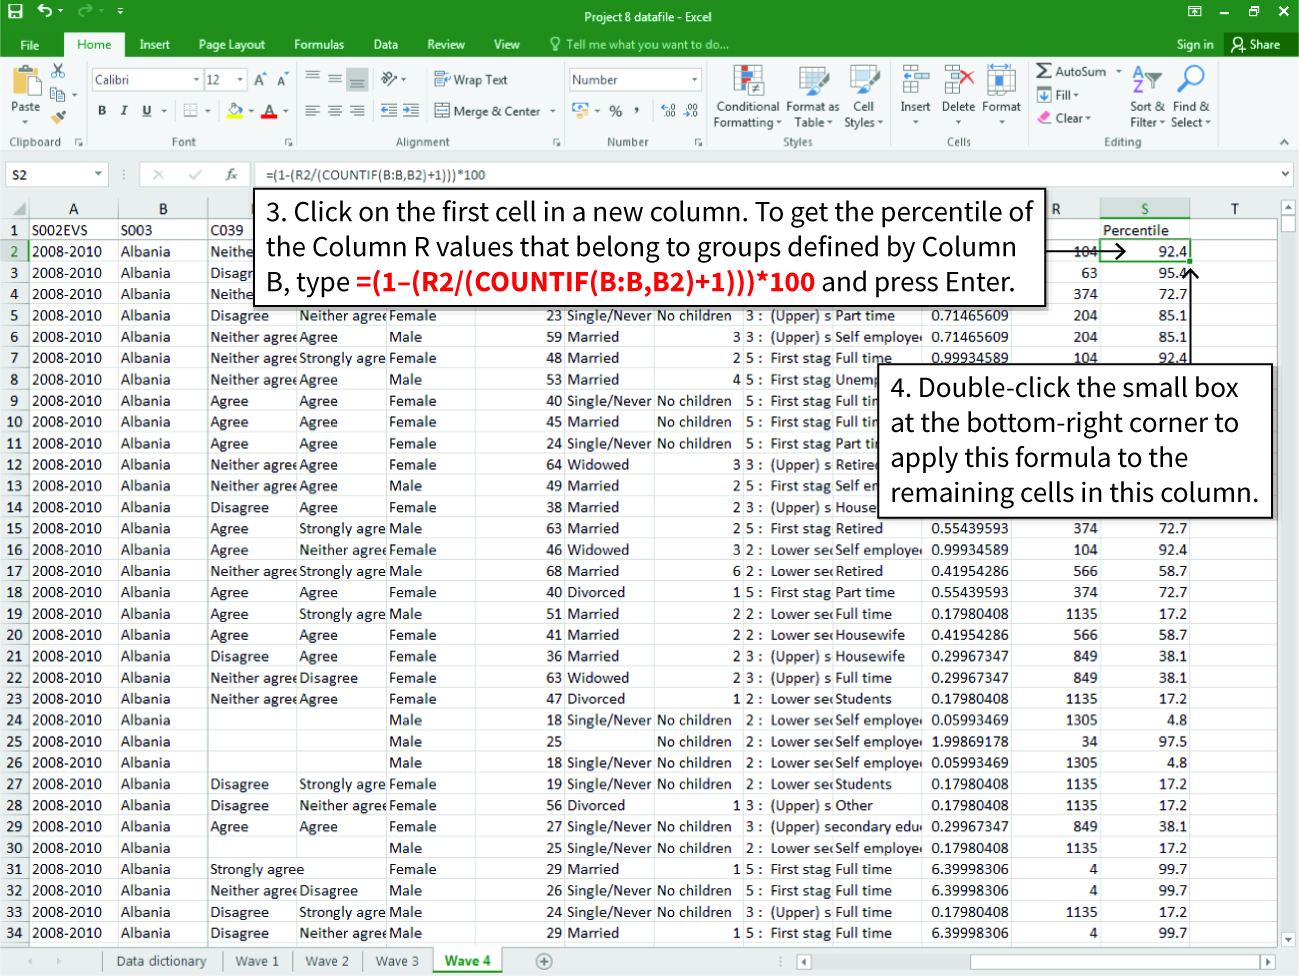 Project 8 datafile - Excel
File Home Insert Page Layout Formulas Data Review View Tell me what you want to do... Sign in Share
Calibri 12 Wrap Text Number AutoSum
Paste Conditional Format as Cell Insert Delete Format Fill Sort & Find &
B I U Merge & Center % , Formatting Table Styles Clear Filter Select
Clipboard Font Alignment Number Styles Cells Editing
S2 fx =(1-(R2/(COUNTIF(B:B,B2)+1)))*100
3. Click on the first cell in a new column. To get the percentile of
the Column R values that belong to groups defined by Column
B, type =(1–(R2/(COUNTIF(B:B,B2)+1)))*100 and press Enter.
4. Double-click the small box
at the bottom-right corner to
apply this formula to the
remaining cells in this column.
A B R S T
1 S002EVS S003 C039 Percentile
2 2008-2010 Albania Neithe 104 92.4
3 2008-2010 Albania Disagr 63 95.4
4 2008-2010 Albania Neithe 374 72.7
5 2008-2010 Albania Disagree Neither agree Female 23 Single/Never No children 3 : (Upper) s Part time 0.71465609 204 85.1
6 2008-2010 Albania Neither agree Agree Male 59 Married 3 3 : (Upper) s Self employe 0.71465609 204 85.1
7 2008-2010 Albania Neither agree Strongly agre Female 48 Married 2 5 : First stag Full time 0.99934589 104 92.4
8 2008-2010 Albania Neither agree Agree Male 53 Married 4 5 : First stag Unemp
9 2008-2010 Albania Agree Agree Female 40 Single/Never No children 5 : First stag Full tin
10 2008-2010 Albania Agree Agree Female 45 Married No children 5 : First stag Full tin
11 2008-2010 Albania Agree Agree Female 24 Single/Never No children 5 : First stag Part ti
12 2008-2010 Albania Neither agree Agree Female 64 Widowed 3 3 : (Upper) s Retired
13 2008-2010 Albania Neither agree Agree Male 49 Married 2 5 : First stag Self en
14 2008-2010 Albania Disagree Agree Female 38 Married 2 3 : (Upper) s House
15 2008-2010 Albania Agree Strongly agre Male 63 Married 2 5 : First stag Retired 0.55439593 374 72.7
16 2008-2010 Albania Agree Neither agree Female 46 Widowed 3 2 : Lower sec Self employe 0.99934589 104 92.4
17 2008-2010 Albania Neither agree Strongly agre Male 68 Married 6 2 : Lower sec Retired 0.41954286 566 58.7
18 2008-2010 Albania Agree Agree Female 40 Divorced 1 5 : First stag Part time 0.55439593 374 72.7
19 2008-2010 Albania Agree Strongly agre Male 51 Married 2 2 : Lower sec Full time 0.17980408 1135 17.2
20 2008-2010 Albania Agree Agree Female 41 Married 2 2 : Lower sec Housewife 0.41954286 566 58.7
21 2008-2010 Albania Disagree Agree Female 36 Married 2 3 : (Upper) s Housewife 0.29967347 849 38.1
22 2008-2010 Albania Neither agree Disagree Female 63 Widowed 2 3 : (Upper) s Full time 0.29967347 849 38.1
23 2008-2010 Albania Neither agree Agree Female 47 Divorced 1 2 : Lower sec Students 0.17980408 1135 17.2
24 2008-2010 Albania Male 18 Single/Never No children 2 : Lower sec Self employe 0.05993469 1305 4.8
25 2008-2010 Albania Male 25 No children 2 : Lower sec Self employe 1.99869178 34 97.5
26 2008-2010 Albania Male 18 Single/Never No children 2 : Lower sec Self employe 0.05993469 1305 4.8
27 2008-2010 Albania Disagree Strongly agre Female 19 Single/Never No children 2 : Lower sec Students 0.17980408 1135 17.2
28 2008-2010 Albania Disagree Neither agree Female 56 Divorced 1 3 : (Upper) s Other 0.17980408 1135 17.2
29 2008-2010 Albania Agree Agree Female 27 Single/Never No children 3 : (Upper) secondary edu 0.29967347 849 38.1
30 2008-2010 Albania Male 25 Single/Never No children 2 : Lower sec Self employe 0.17980408 1135 17.2
31 2008-2010 Albania Strongly agree Female 29 Married 1 5 : First stag Full time 6.39998306 4 99.7
32 2008-2010 Albania Neither agree Disagree Male 26 Single/Never No children 5 : First stag Full time 6.39998306 4 99.7
33 2008-2010 Albania Disagree Strongly agre Male 24 Single/Never No children 3 : (Upper) s Full time 0.17980408 1135 17.2
34 2008-2010 Albania Disagree Neither agree Male 29 Married 1 5 : First stag Full time 6.39998306 4 99.7
Data dictionary Wave 1 Wave 2 Wave 3 Wave 4